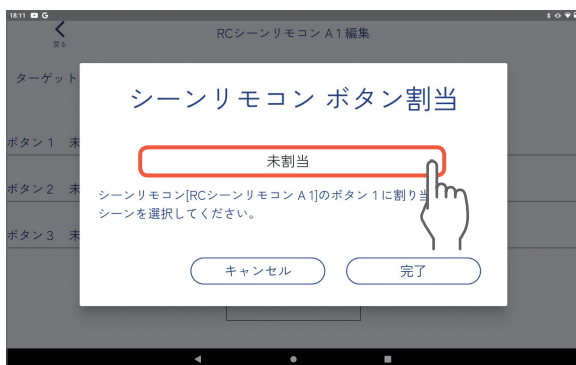 18:11 G
RCシーンリモコン A1編集
戻る
ターゲット
シーンリモコン ボタン割当
ボタン1 未
未割当
ボタン2 未
シーンリモコン[RCシーンリモコン A1]のボタン1に割り当
シーンを選択してください。
ボタン3 未
キャンセル
完了